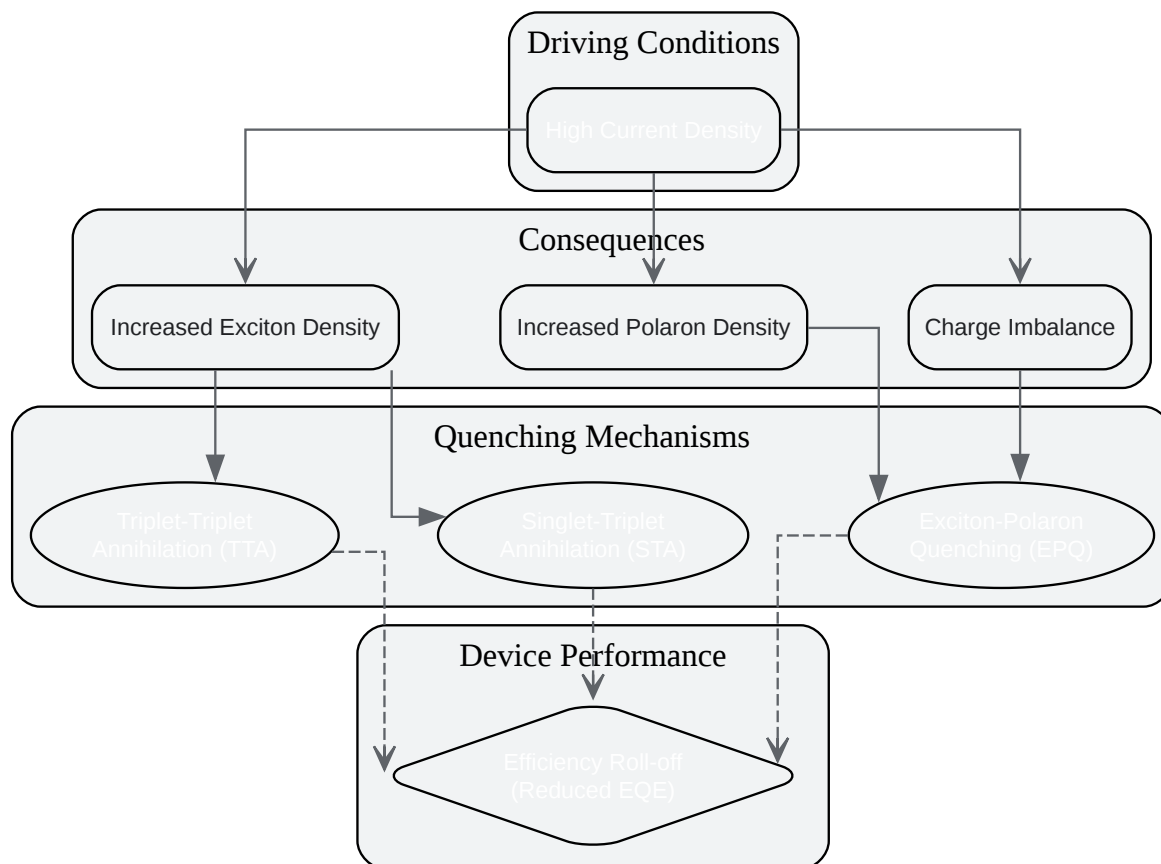 Driving Conditions
High Current Density
Consequences
Increased Exciton Density
Increased Polaron Density
Charge Imbalance
Quenching Mechanisms
Triplet-Triplet
Annihilation (TTA)
Singlet-Triplet
Annihilation (STA)
Exciton-Polaron
Quenching (EPQ)
Device Performance
Efficiency Roll-off
(Reduced EQE)